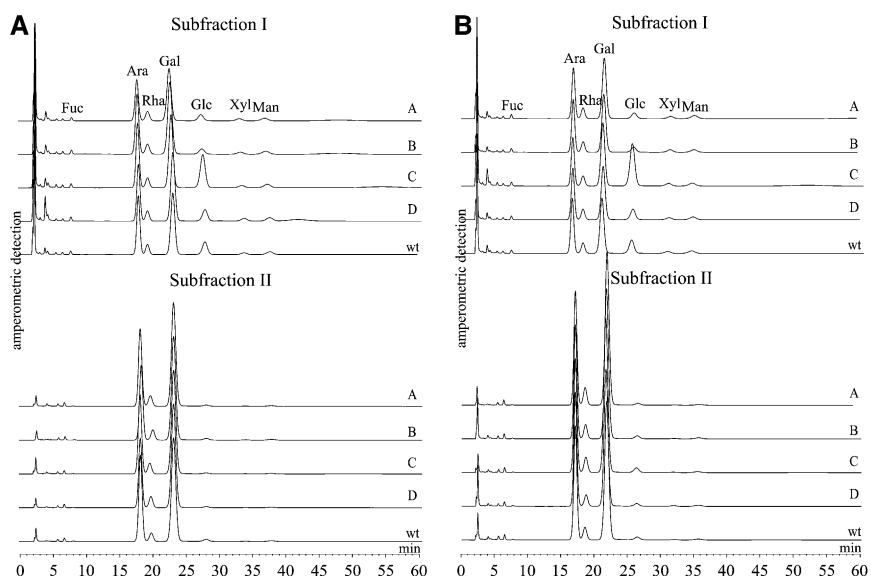 A
Subfraction I
Fuc
Ara
Rha
Gal
Glc
Xyl
Man
A
B
C
D
wt
amperometric detection
Subfraction II
A
B
C
D
wt
min
0 5 10 15 20 25 30 35 40 45 50 55 60
B
Subfraction I
Fuc
Ara
Rha
Gal
Glc
Xyl
Man
A
B
C
D
wt
amperometric detection
Subfraction II
A
B
C
D
wt
min
0 5 10 15 20 25 30 35 40 45 50 55 60